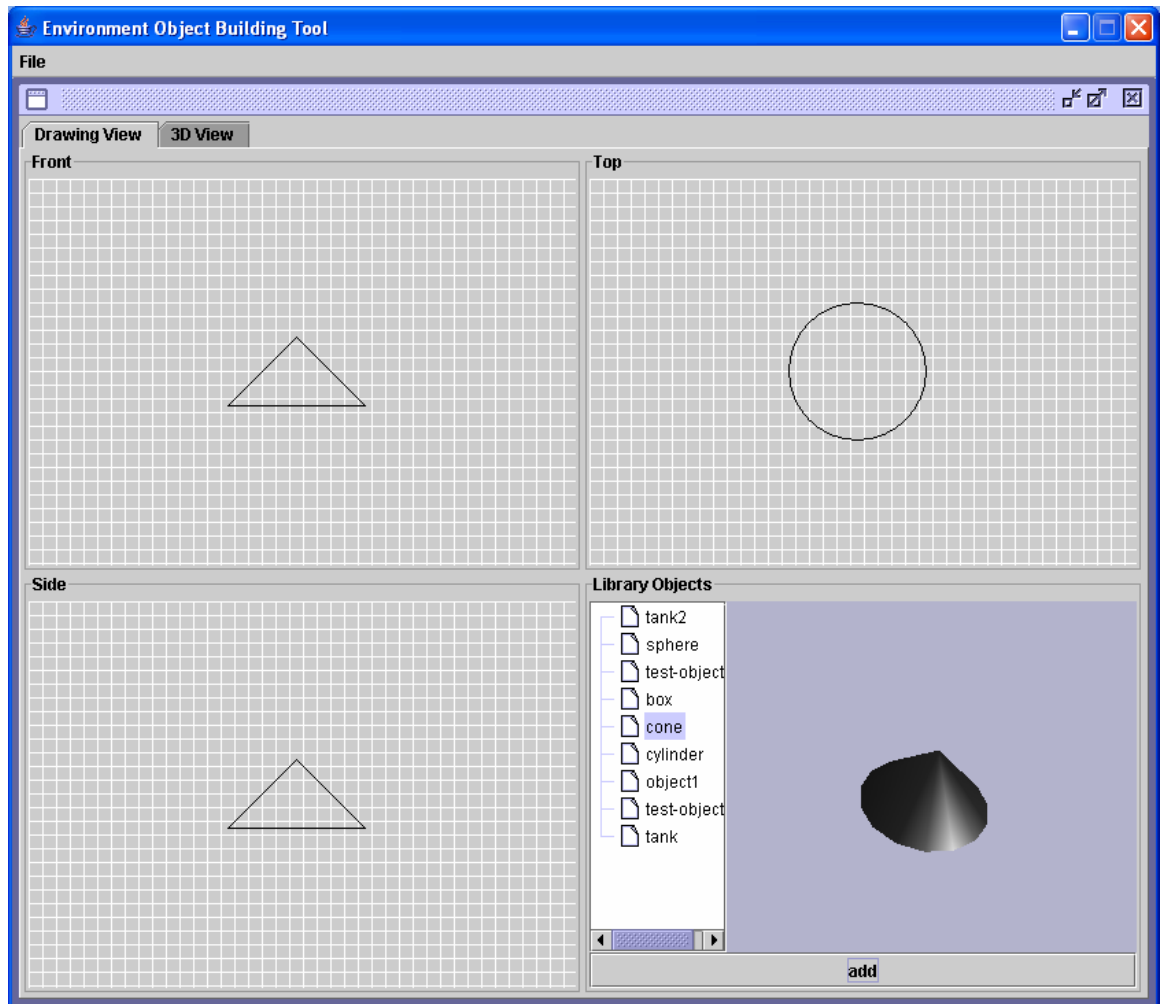 Environment Object Building Tool
File
Drawing View 3D View
Front
Top
Side
Library Objects
tank2
sphere
test-object
box
cone
cylinder
object1
test-object
tank
add